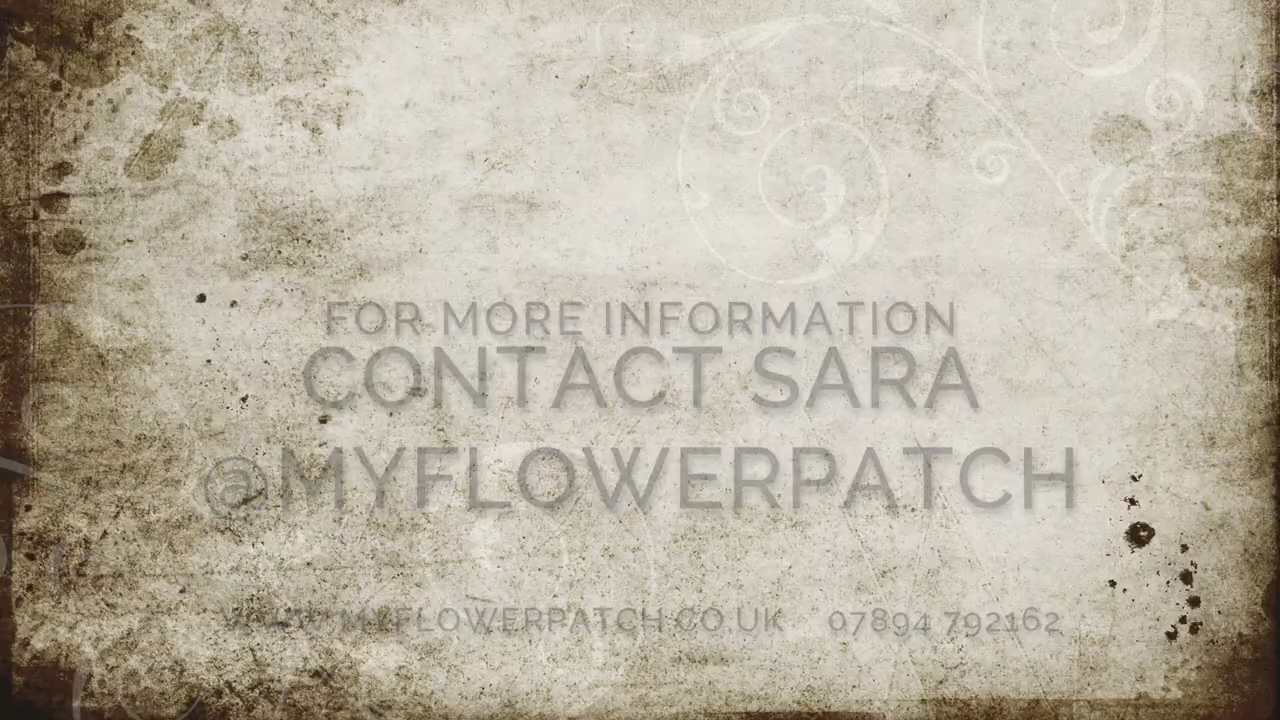 FOR MORE INFORMATION
CONTACT SARA
@MYFLOWERPATCH
WWW.MYFLOWERPATCH.CO.UK 07894 792162